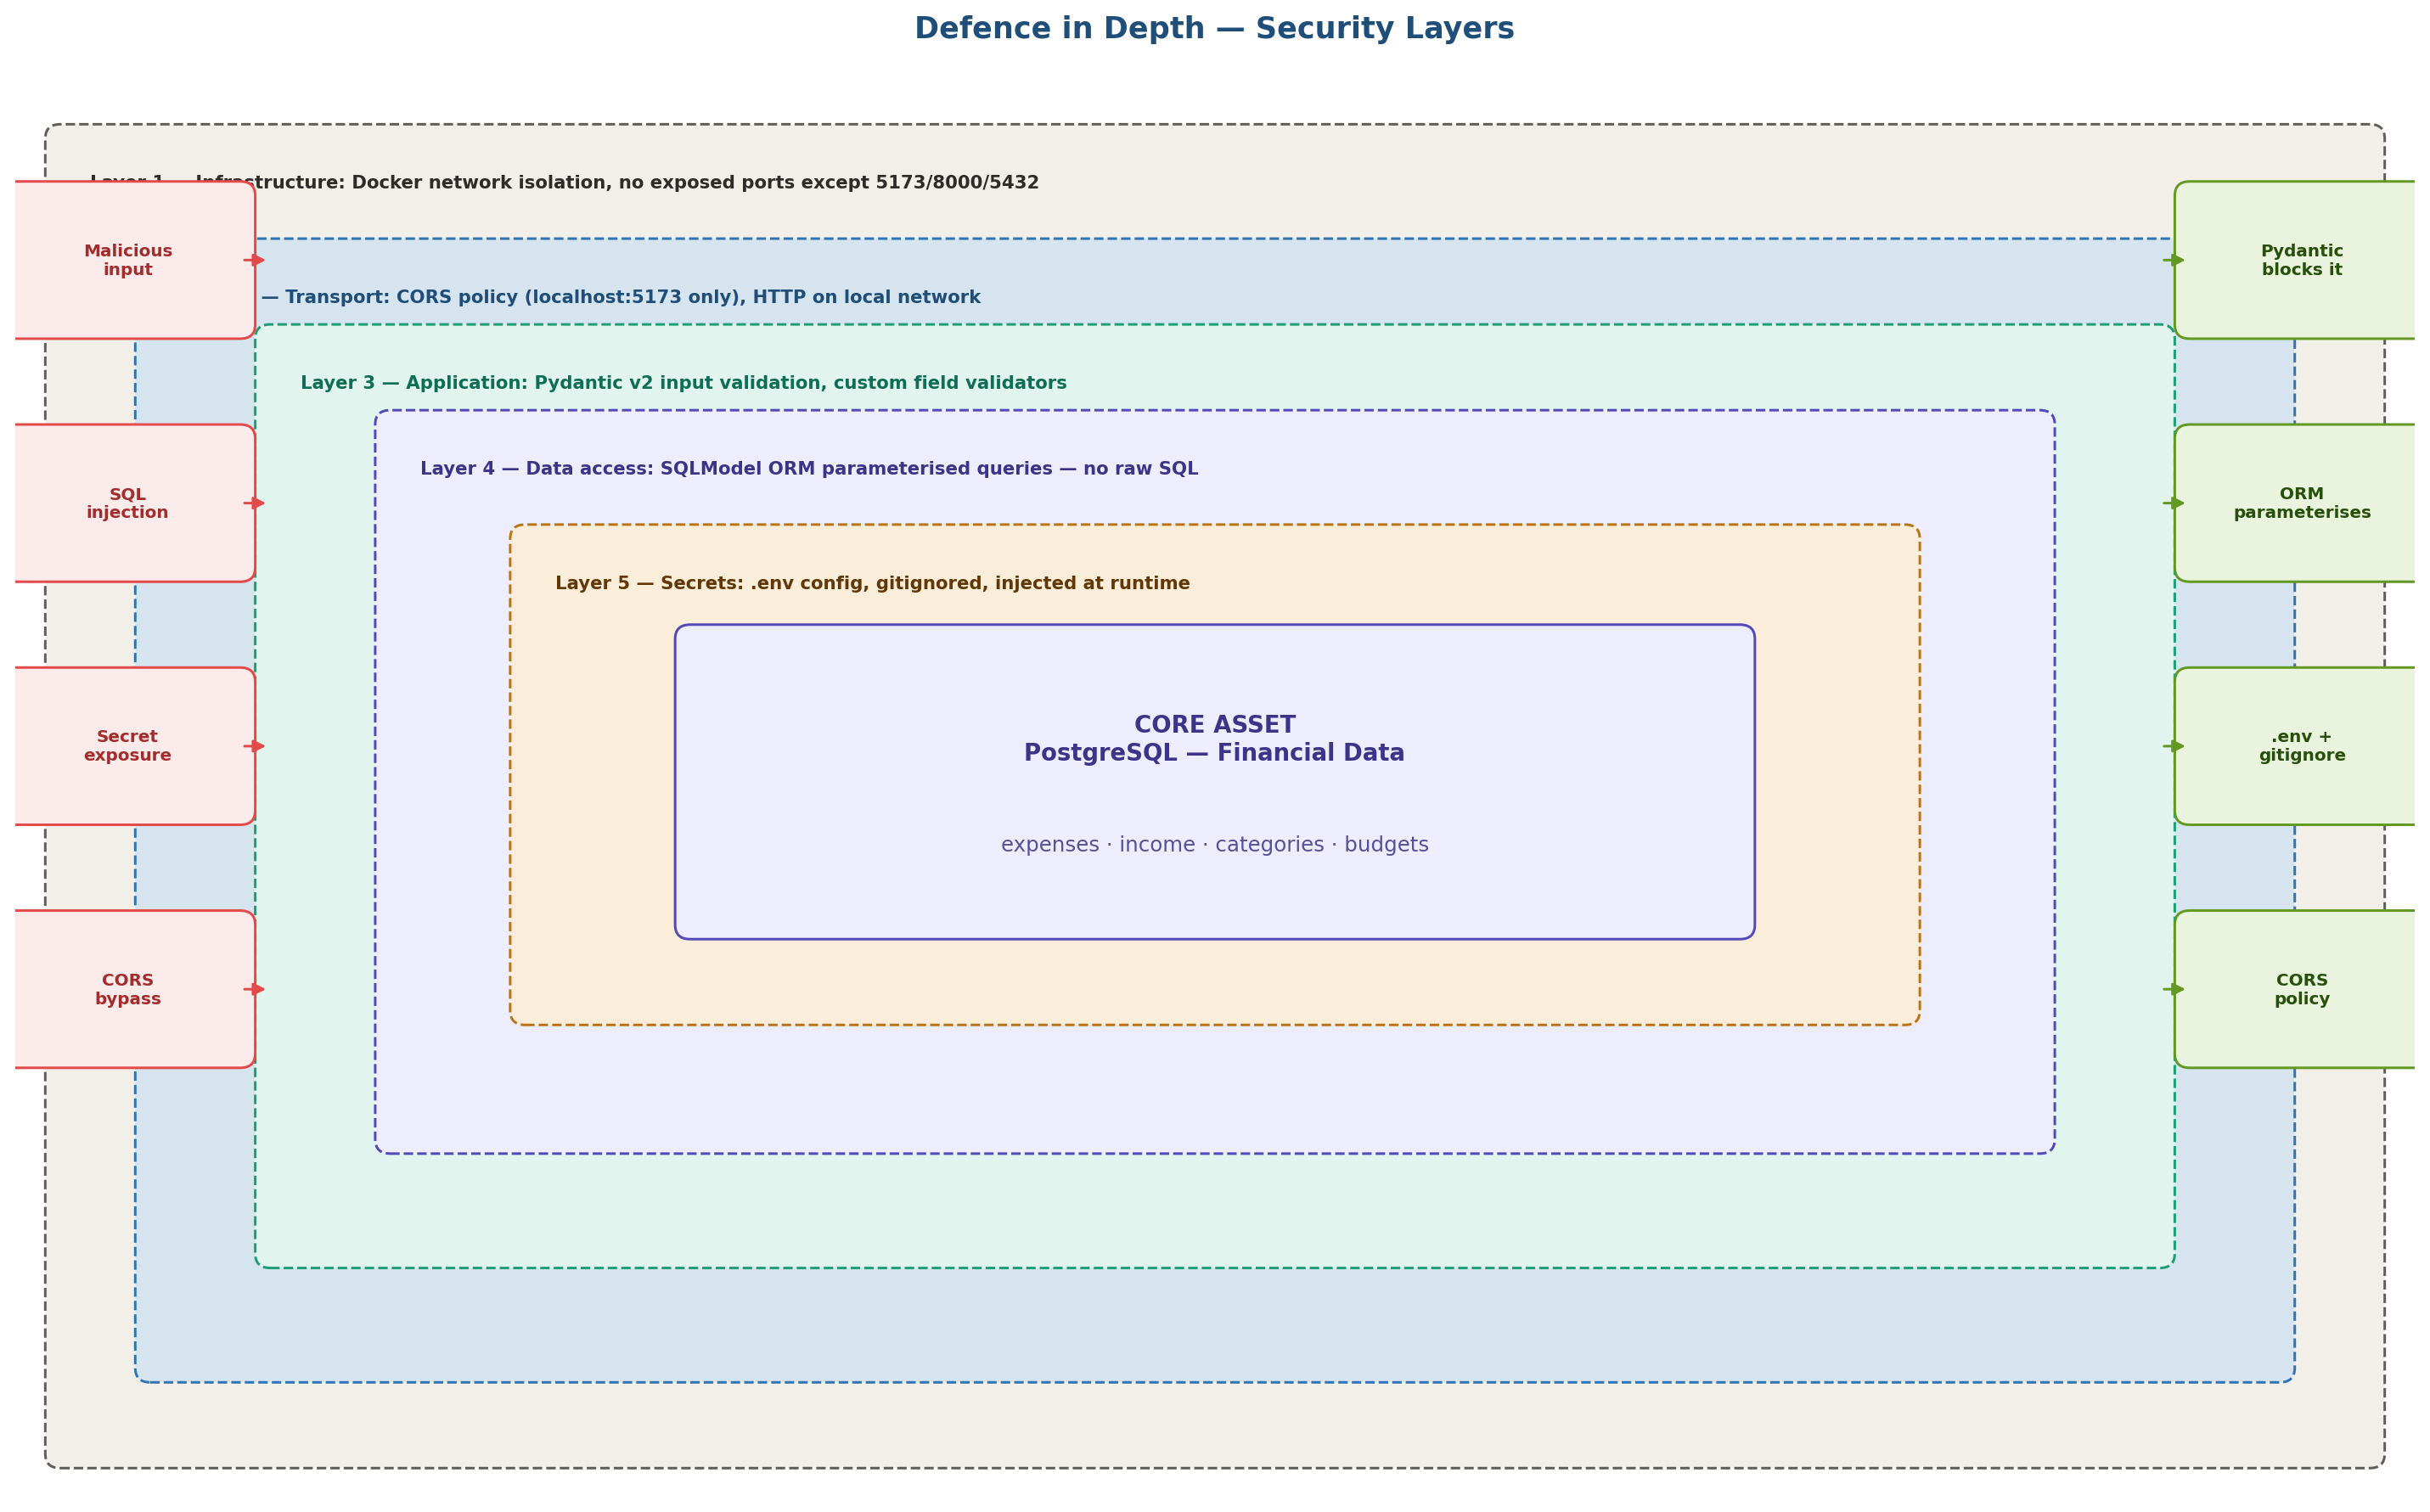 Defence in Depth — Security Layers
Infrastructure: Docker network isolation, no exposed ports except 5173/8000/5432
— Transport: CORS policy (localhost:5173 only), HTTP on local network
Layer 3 — Application: Pydantic v2 input validation, custom field validators
Layer 4 — Data access: SQLModel ORM parameterised queries — no raw SQL
Layer 5 — Secrets: .env config, gitignored, injected at runtime
CORE ASSET
PostgreSQL — Financial Data
expenses · income · categories · budgets
Malicious
input
SQL
injection
Secret
exposure
CORS
bypass
Pydantic
blocks it
ORM
parameterises
.env +
gitignore
CORS
policy